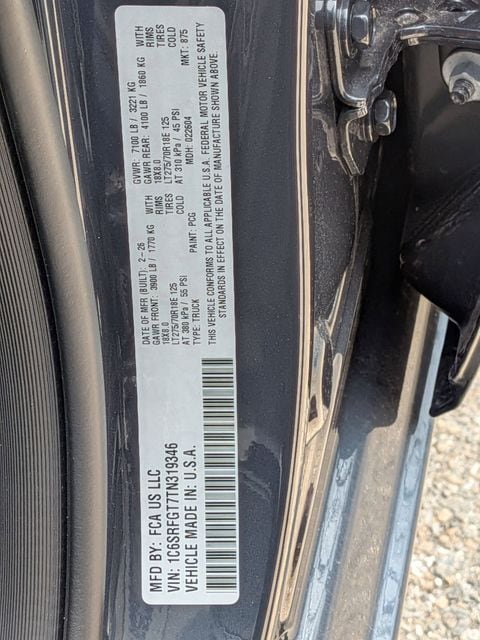 MFD BY: FCA US LLC
DATE OF MFR (BUILT): 2-26
GVWR: 7100 LB / 3221 KG
GAWR FRONT: 3900 LB / 1770 KG WITH
GAWR REAR: 4100 LB / 1860 KG WITH
18X8.0 RIMS
18X8.0 RIMS
LT275/70R18E 125 TIRES
LT275/70R18E 125 TIRES
AT 380 kPa / 55 PSI COLD
AT 310 kPa / 45 PSI COLD
TYPE: TRUCK PAINT: PCG MDH: 022604 MKT: 875
VIN: 1C6SRFGT7TN319346
VEHICLE MADE IN: U.S.A.
THIS VEHICLE CONFORMS TO ALL APPLICABLE U.S.A. FEDERAL MOTOR VEHICLE SAFETY
STANDARDS IN EFFECT ON THE DATE OF MANUFACTURE SHOWN ABOVE.